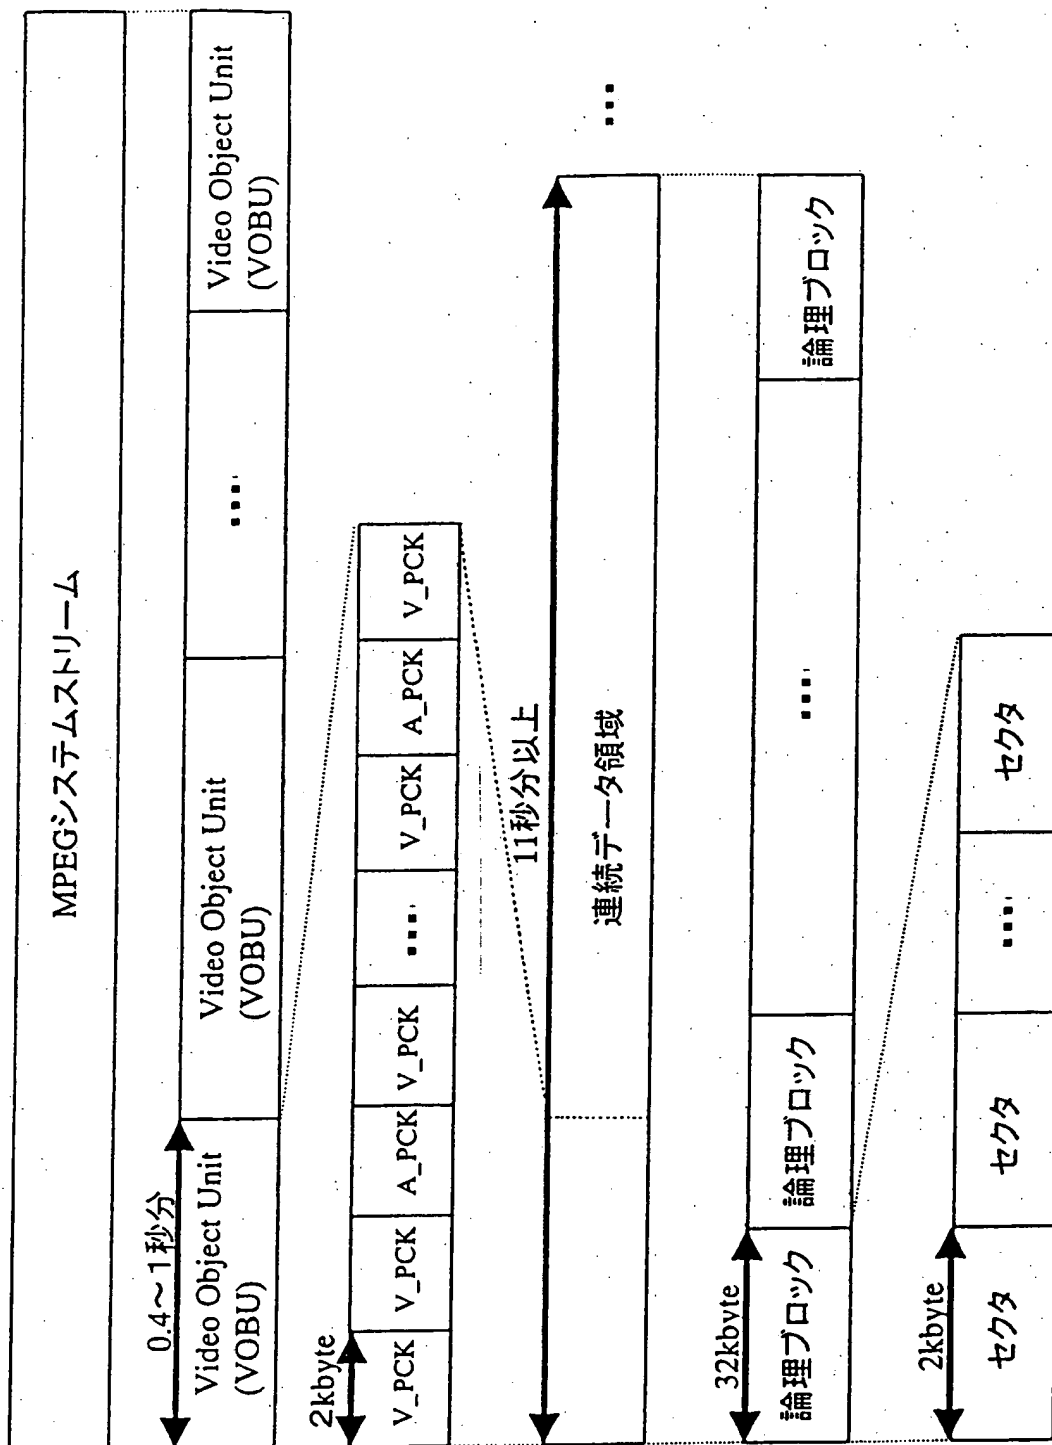 MPEGシステムストリーム
0.4～1秒分
Video Object Unit
(VOBU)
Video Object Unit
(VOBU)
....
Video Object Unit
(VOBU)
2kbyte
V_PCK
V_PCK
A_PCK
V_PCK
....
V_PCK
A_PCK
V_PCK
11秒分以上
連続データ領域
...
32kbyte
論理ブロック
論理ブロック
....
論理ブロック
2kbyte
セクタ
セクタ
....
セクタ